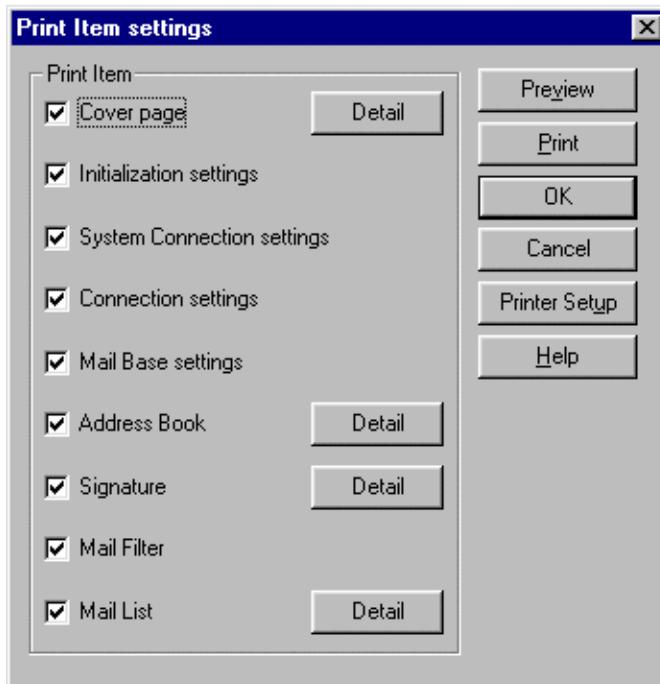 Print Item settings
Print Item
Cover page Detail
Initialization settings
System Connection settings
Connection settings
Mail Base settings
Address Book Detail
Signature Detail
Mail Filter
Mail List Detail
Preview
Print
OK
Cancel
Printer Setup
Help